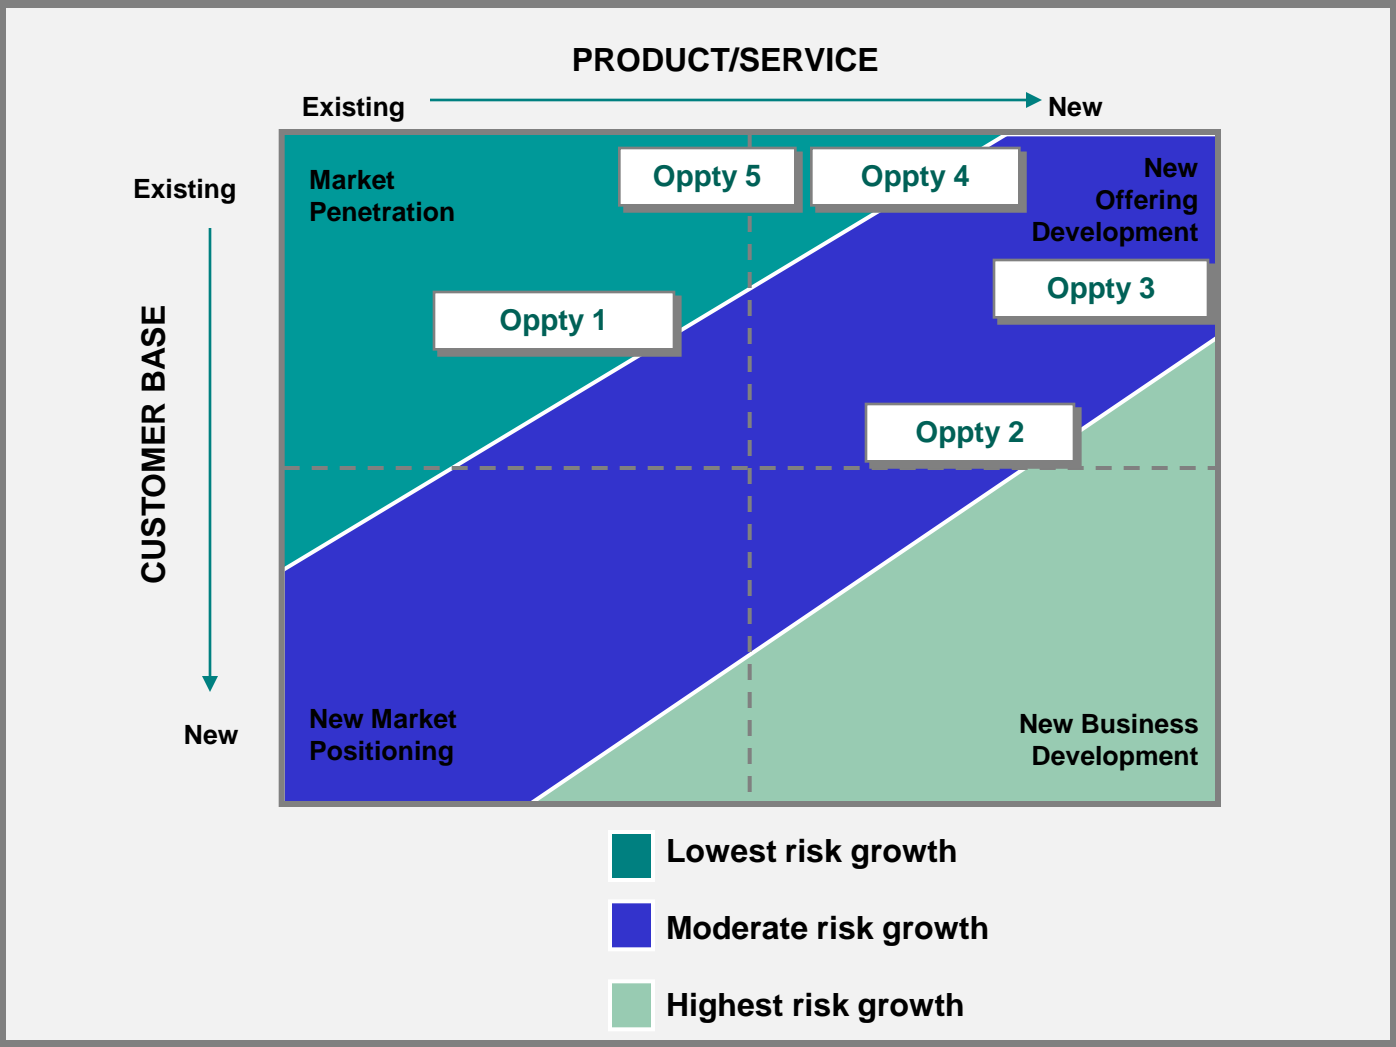 PRODUCT/SERVICE
Existing
New
Existing
CUSTOMER BASE
New
Market
Penetration
Oppty 5
Oppty 4
New
Offering
Development
Oppty 3
Oppty 1
Oppty 2
New Market
Positioning
New Business
Development
Lowest risk growth
Moderate risk growth
Highest risk growth